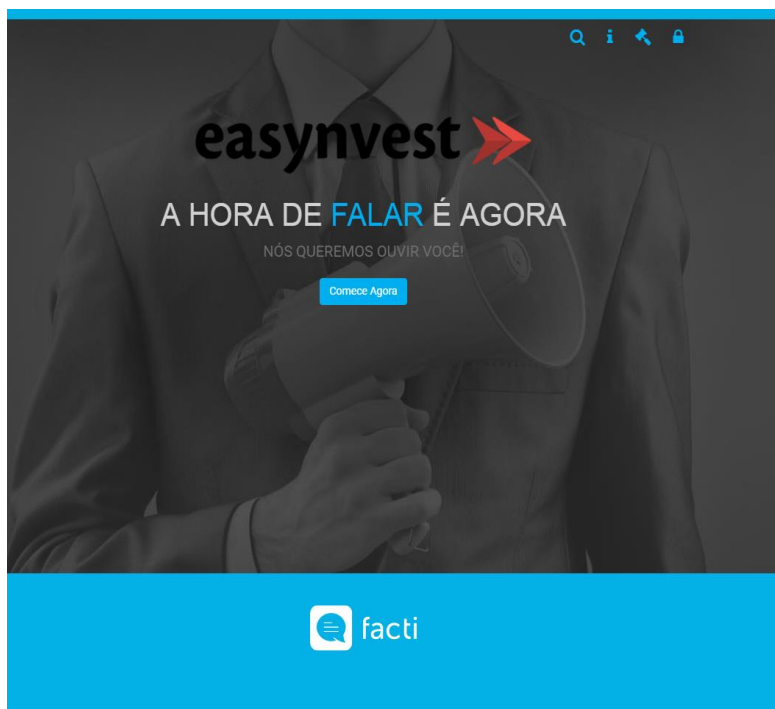 easynvest
A HORA DE FALAR É AGORA
NÓS QUEREMOS OUVIR VOCÊ!
Comece Agora
facti